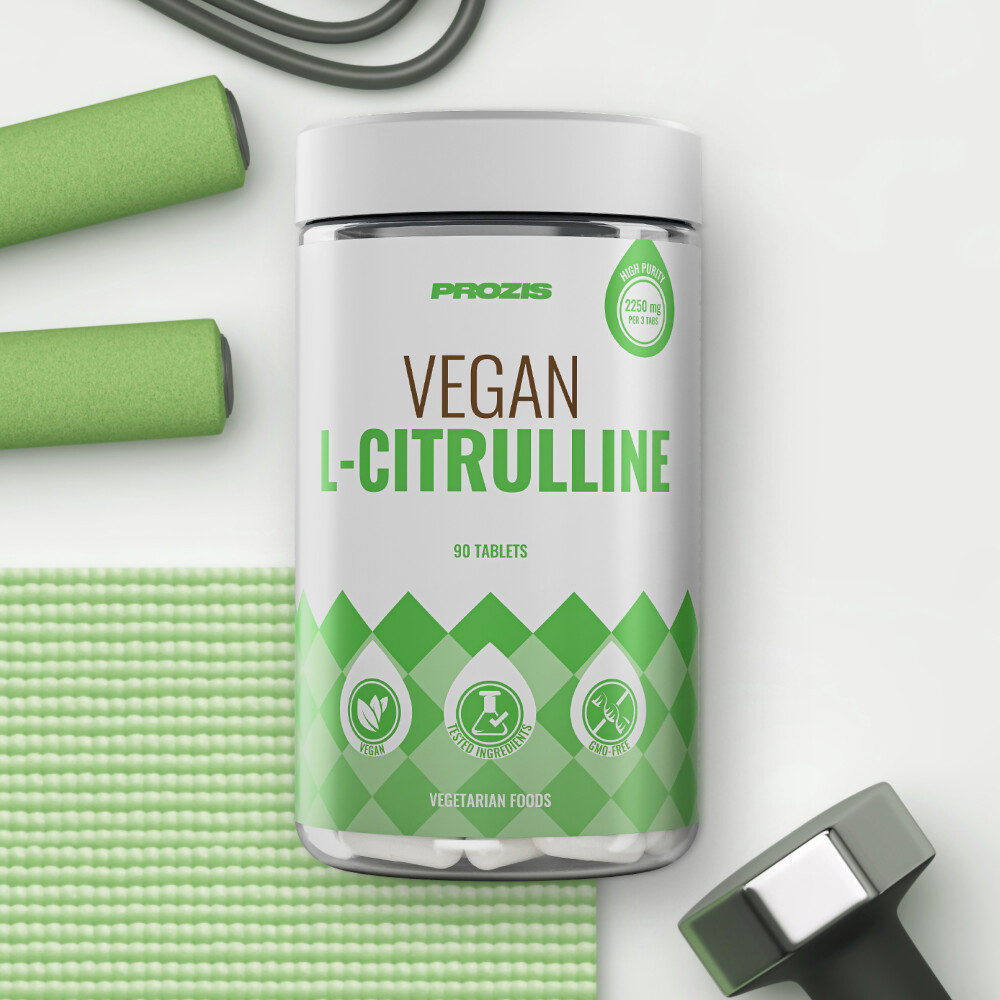 PROZIS
HIGH PURITY
2250 mg
PER 3 TABS
VEGAN
L-CITRULLINE
90 TABLETS
VEGAN
TESTED INGREDIENTS
GMO-FREE
VEGETARIAN FOODS